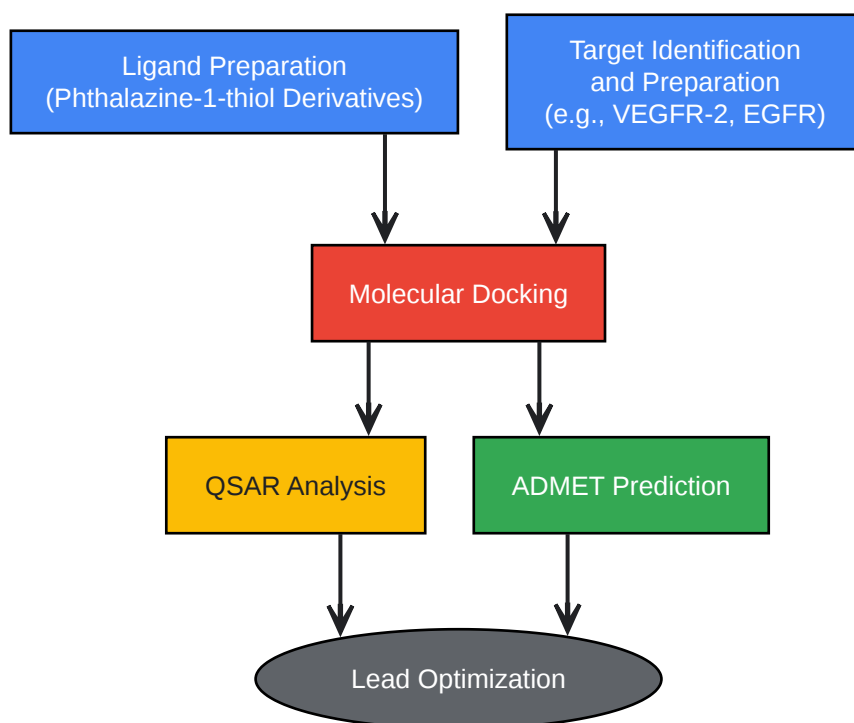 Ligand Preparation
(Phthalazine-1-thiol Derivatives)
Target Identification
and Preparation
(e.g., VEGFR-2, EGFR)
Molecular Docking
QSAR Analysis
ADMET Prediction
Lead Optimization